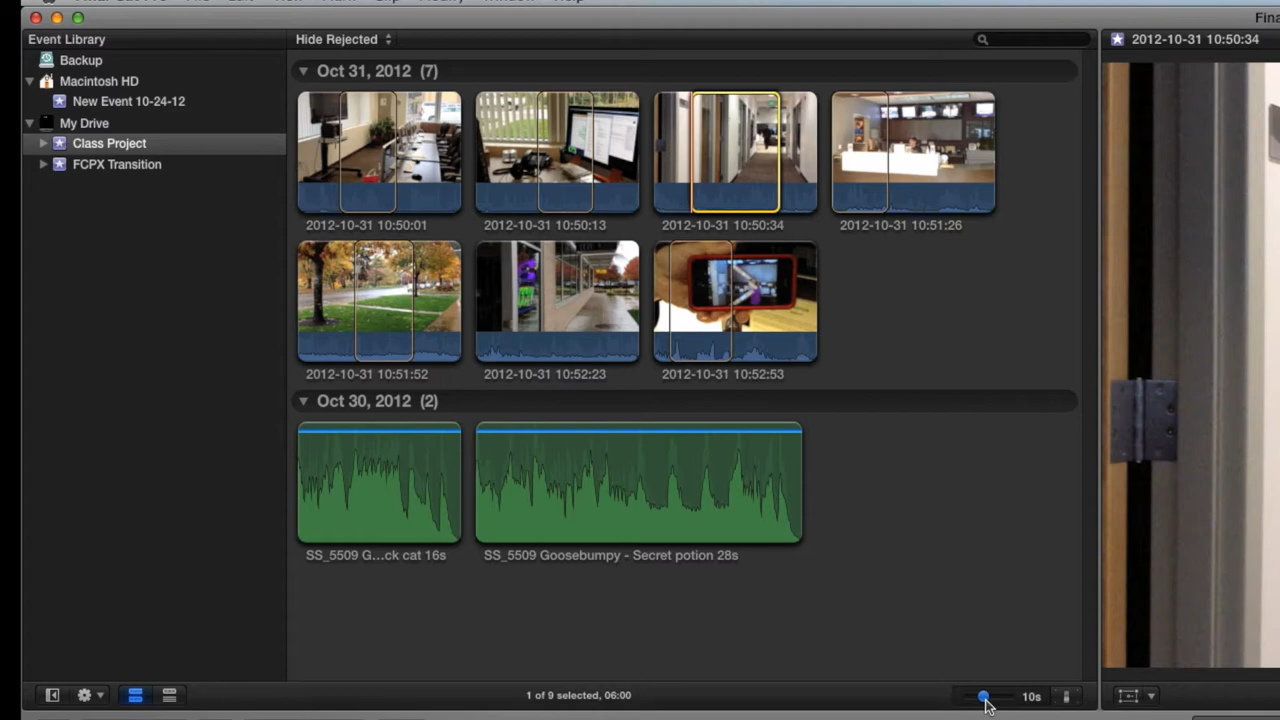 Fina
Event Library
Hide Rejected
2012-10-31 10:50:34
Backup
Macintosh HD
New Event 10-24-12
My Drive
Class Project
FCPX Transition
Oct 31, 2012 (7)
2012-10-31 10:50:01
2012-10-31 10:50:13
2012-10-31 10:50:34
2012-10-31 10:51:26
2012-10-31 10:51:52
2012-10-31 10:52:23
2012-10-31 10:52:53
Oct 30, 2012 (2)
SS_5509 G...ck cat 16s
SS_5509 Goosebumpy - Secret potion 28s
1 of 9 selected, 06:00
10s